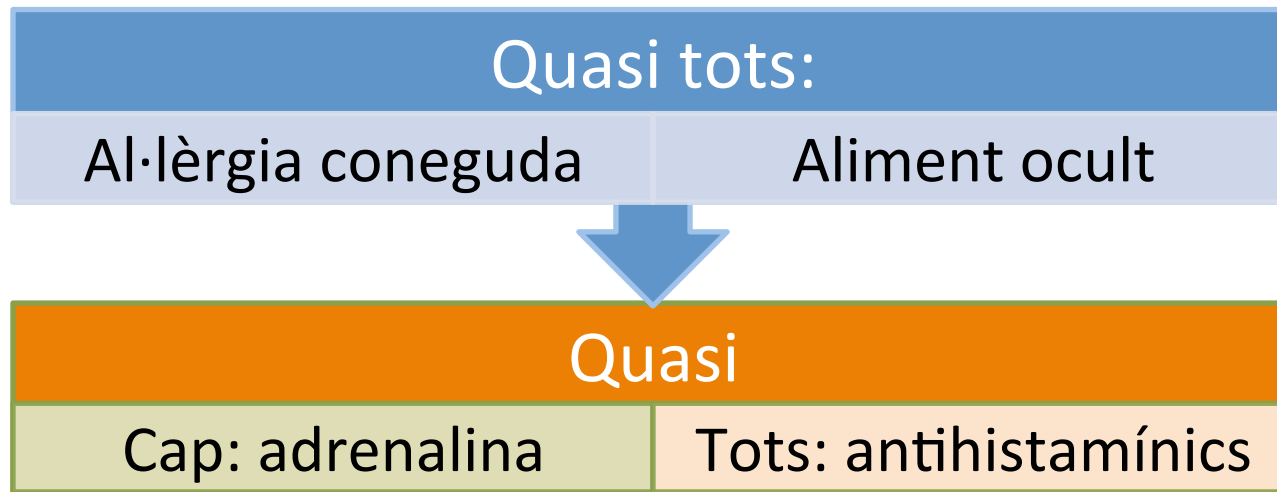 Quasi tots:
Al·lèrgia coneguda
Aliment ocult
Quasi
Cap: adrenalina
Tots: antihistamínics